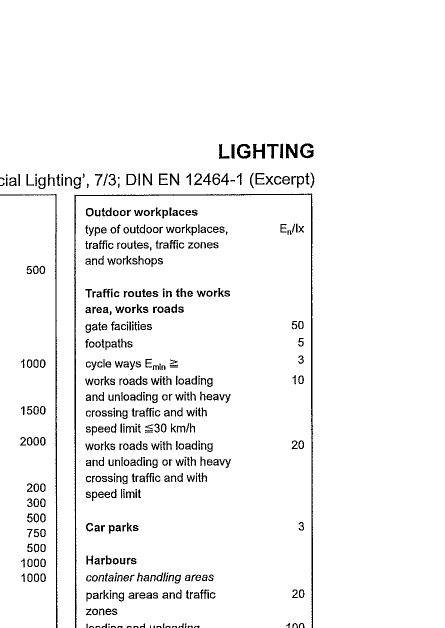 LIGHTING
cial Lighting', 7/3; DIN EN 12464-1 (Excerpt)
500
1000
1500
2000
200
300
500
750
500
1000
1000
Outdoor workplaces
type of outdoor workplaces, En/lx
traffic routes, traffic zones
and workshops
Traffic routes in the works
area, works roads
gate facilities 50
footpaths 5
cycle ways Emin ≧ 3
works roads with loading 10
and unloading or with heavy
crossing traffic and with
speed limit ≦30 km/h
works roads with loading 20
and unloading or with heavy
crossing traffic and with
speed limit
Car parks 3
Harbours
container handling areas
parking areas and traffic 20
zones
loading and unloading 100